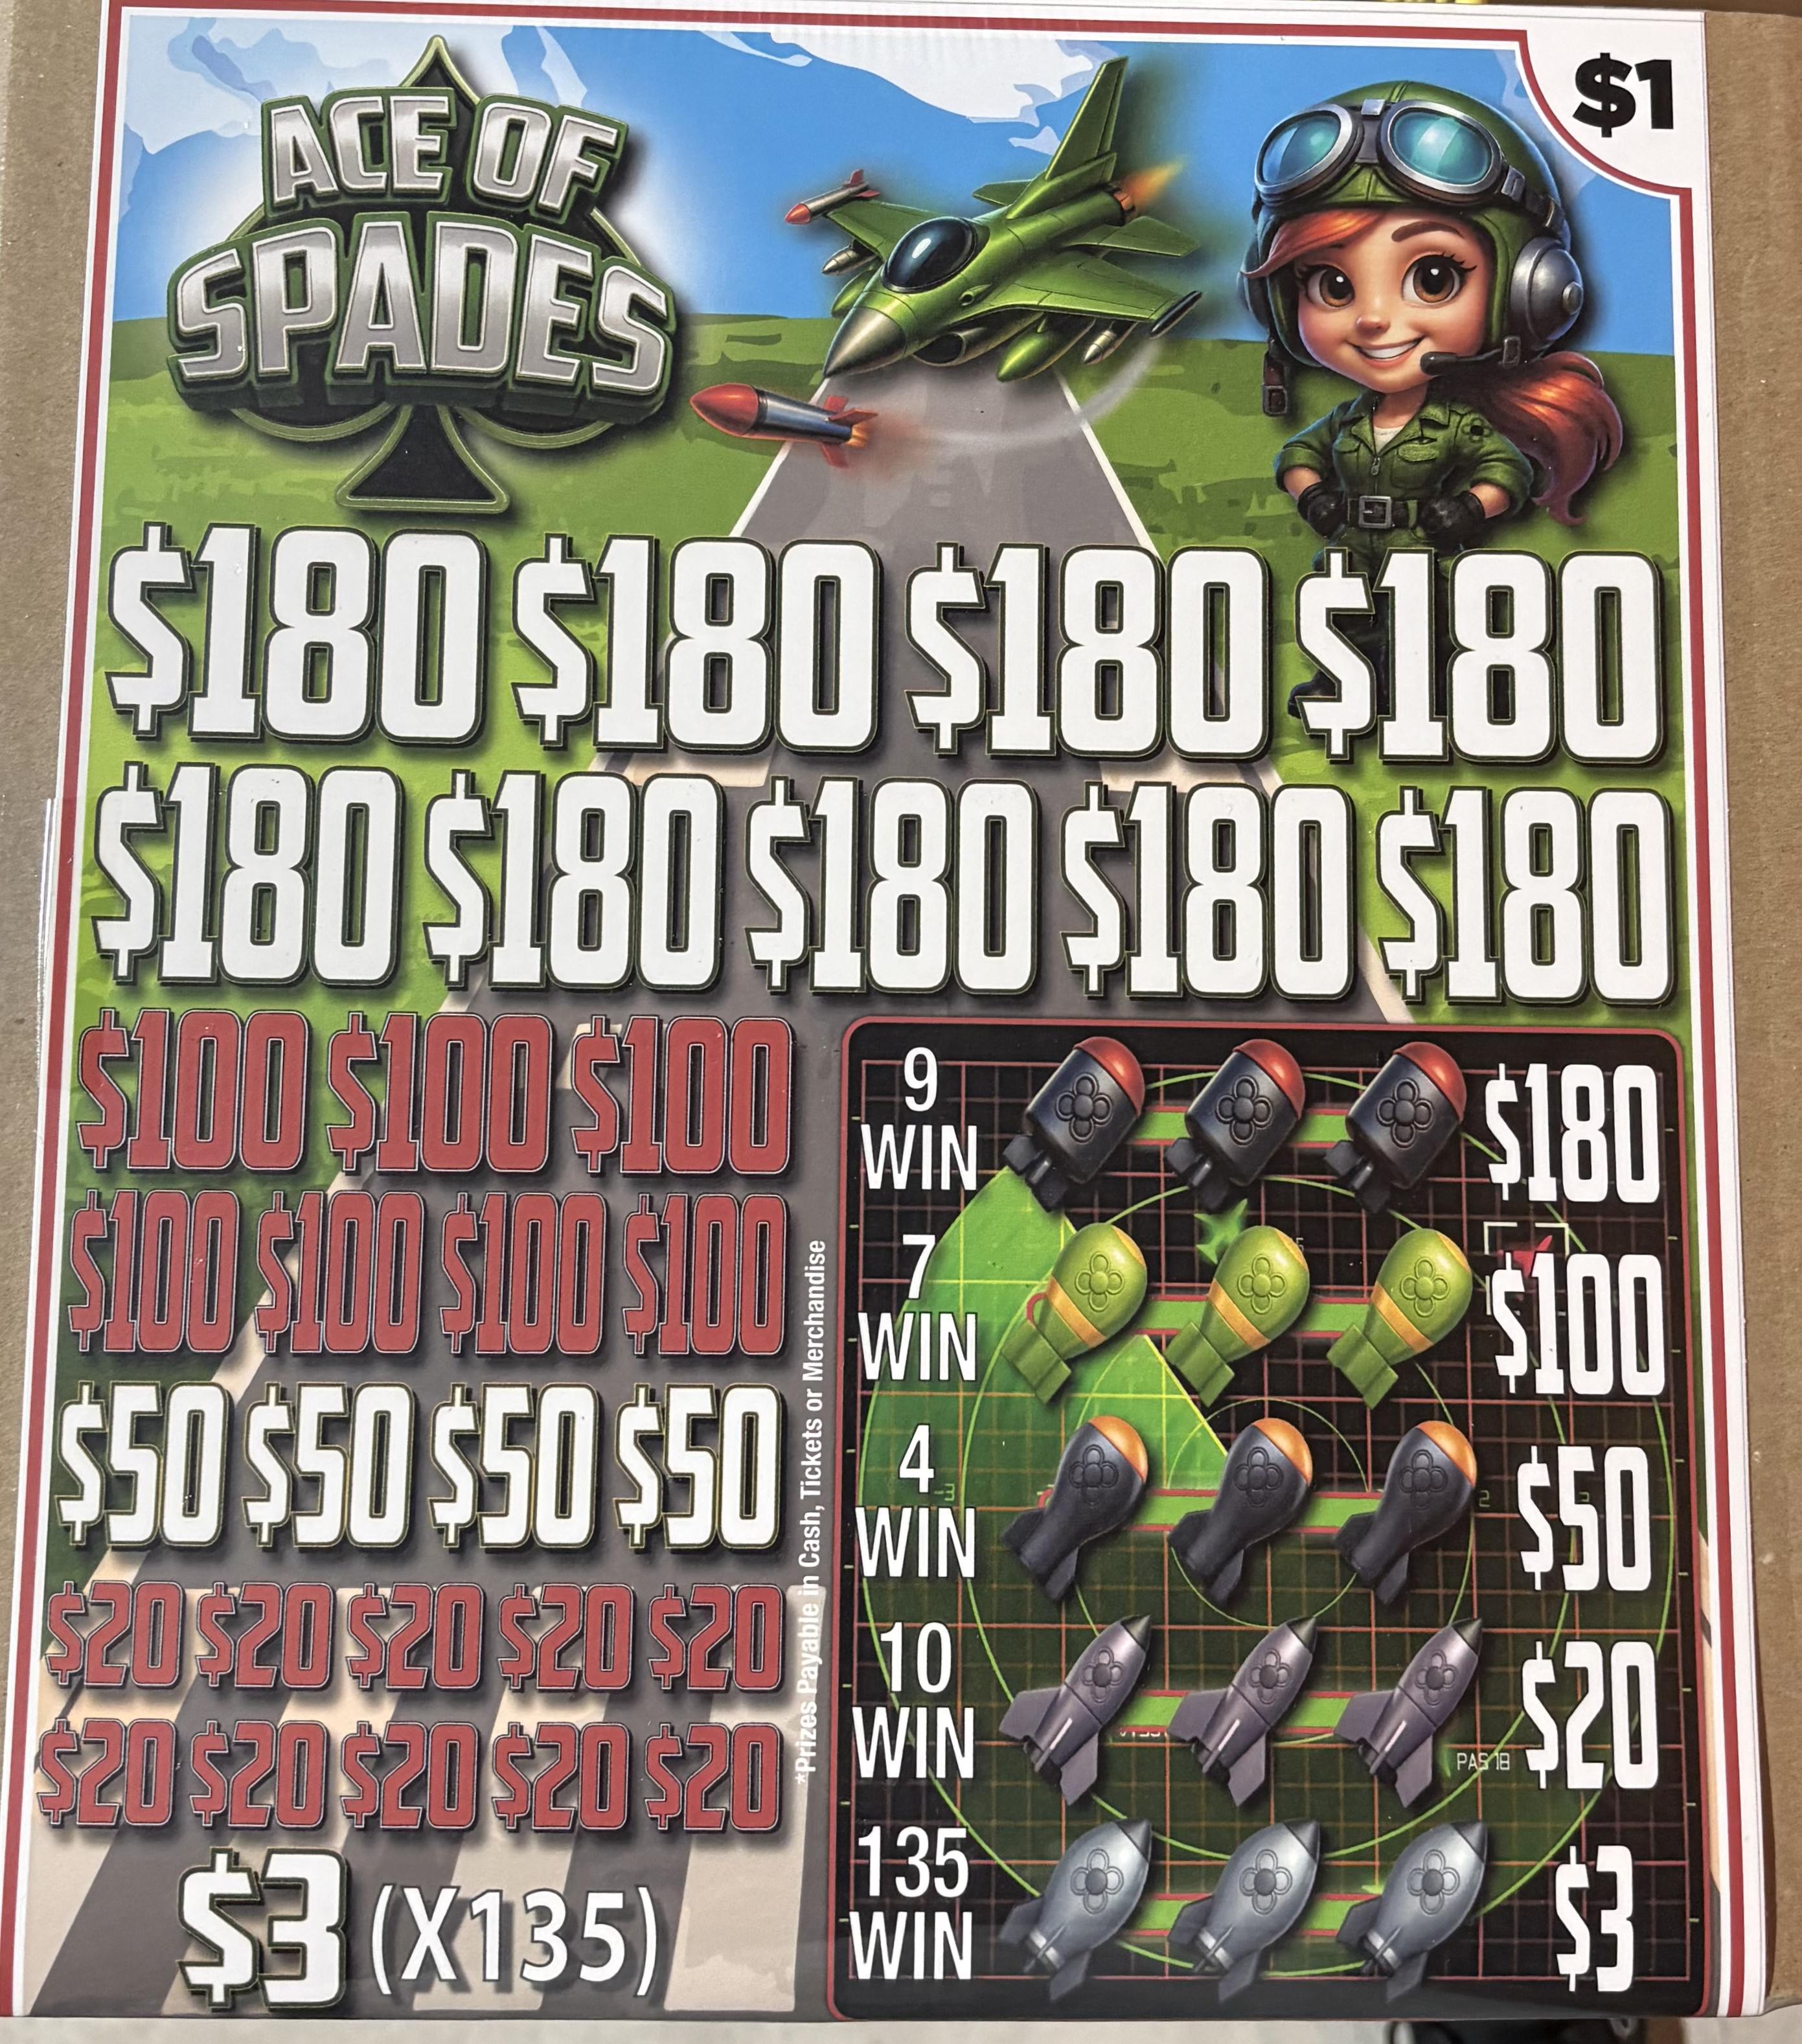 $1
ACE OF
SPADES
$180 $180 $180 $180
$180 $180 $180 $180 $180
$100 $100 $100
$100 $100 $100 $100
$50 $50 $50 $50
$20 $20 $20 $20 $20
$20 $20 $20 $20 $20
$3 (X135)
*Prizes Payable in Cash, Tickets or Merchandise
9
WIN
$180
7
WIN
$100
4
WIN
$50
10
WIN
$20
PAS 18
135
WIN
$3